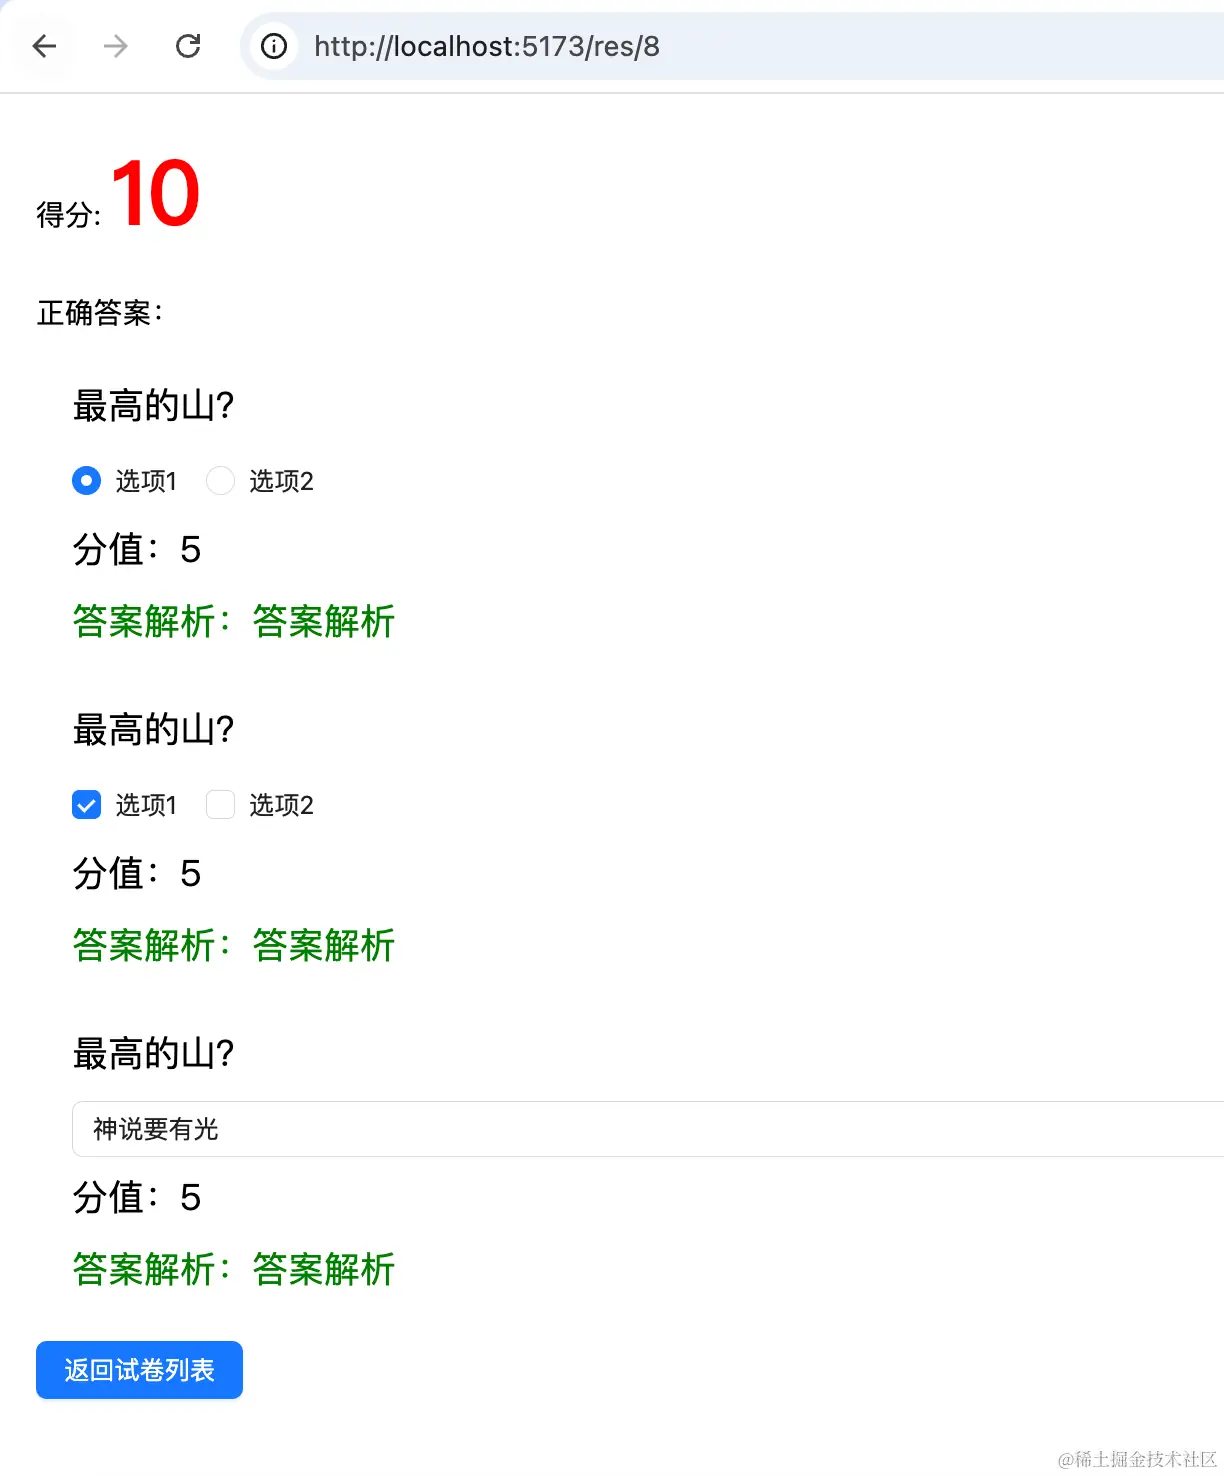 http://localhost:5173/res/8
得分: 10
正确答案：
最高的山?
选项1 选项2
分值：5
答案解析：答案解析
最高的山?
选项1 选项2
分值：5
答案解析：答案解析
最高的山?
神说要有光
分值：5
答案解析：答案解析
返回试卷列表
@稀土掘金技术社区